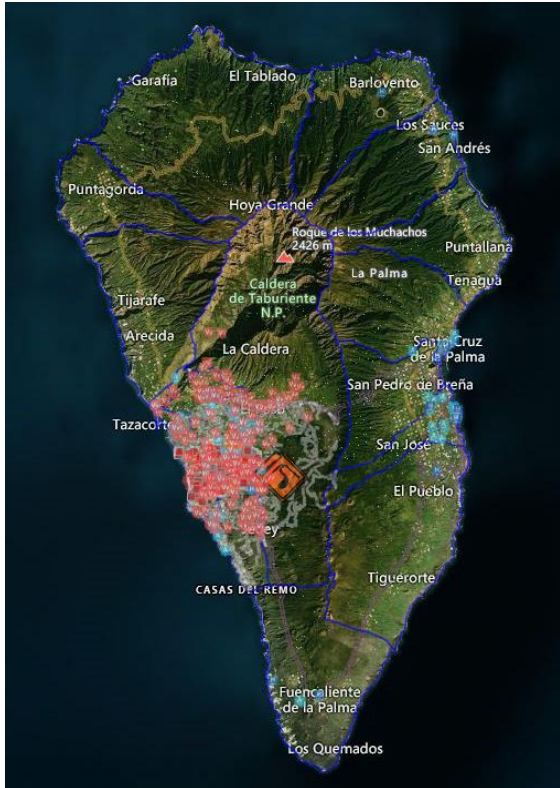 El Tablado
Garafía
Barlovento
Los Sauces
San Andrés
Puntagorda
Hoya Grande
Roque de los Muchachos
2426 m
Puntallana
LA PALMA
Caldera
de Taburiente
N.P.
Tenagua
Tijarafe
Arecida
Santa Cruz
de la Palma
La Caldera
San Pedro de Breña
Tazacorte
San José
El Pueblo
Tiguerorte
CASAS DEL REMO
Fuencaliente
de la Palma
Los Quemados